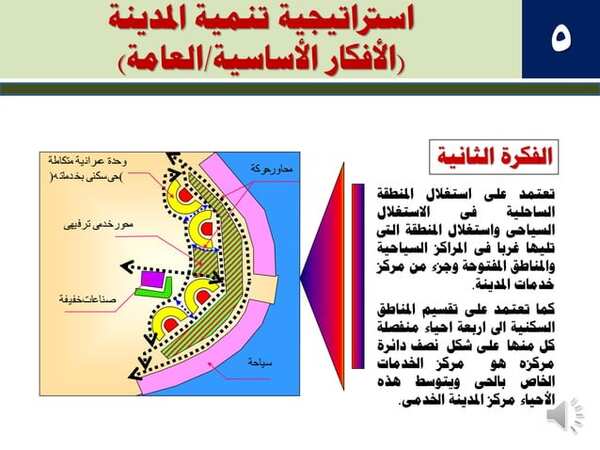 استراتيجية تنمية المدينة
(الأفكار الأساسية/العامة)
٥
الفكرة الثانية
تعتمد على استغلال المنطقة
الساحلية فى الاستغلال
السياحى واستغلال المنطقة التى
تليها غربا فى المراكز السياحية
والمناطق المفتوحة وجزء من مركز
خدمات المدينة.
كما تعتمد على تقسيم المناطق
السكنية الى اربعة احياء منفصلة
كل منها على شكل نصف دائرة
مركزه هو مركز الخدمات
الخاص بالحى ويتوسط هذه
الأحياء مركز المدينة الخدمى.
وحدة عمرانية متكاملة
)حى سكنى بخدماته(
محاور حركة
محور خدمى ترفيهى
صناعات خفيفة
سياحة